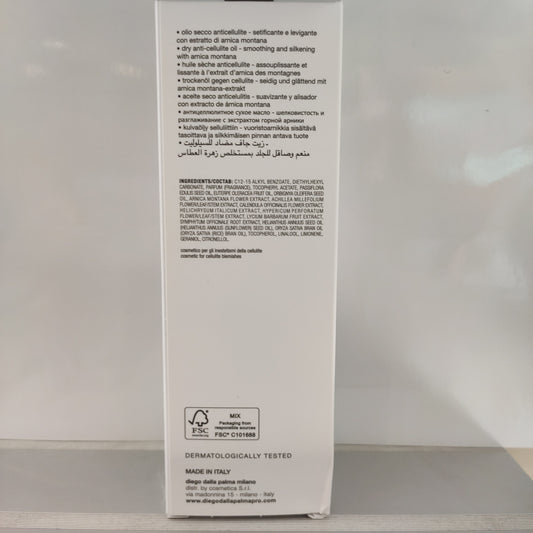 • olio secco anticellulite - setificante e levigante
con estratto di arnica montana
• dry anti-cellulite oil - smoothing and silkening
with arnica montana
• huile sèche anticellulite - assouplissante et
lissante à l'extrait d'arnica des montagnes
• trockenöl gegen cellulite - seidig und glättend mit
arnica montana-extrakt
• aceite seco anticelulitis - suavizante y alisador
con extracto de árnica montana
• антицеллюлитное сухое масло - шелковистость и
разглаживание с экстрактом горной арники
• kuivaöljy selluliittiin - vuoristoarnikkia sisältävä
tasoittava ja silkkimäisen pinnan antava tuote
• زيت جاف مضاد للسيلوليت -
منعم وصاقل للجلد بمستخلص زهرة العطاس
INGREDIENTS/СОСТАВ: C12-15 ALKYL BENZOATE, DIETHYLHEXYL
CARBONATE, PARFUM (FRAGRANCE), TOCOPHERYL ACETATE, PASSIFLORA
EDULIS SEED OIL, EUTERPE OLERACEA FRUIT OIL, ORBIGNYA OLEIFERA SEED
OIL, ARNICA MONTANA FLOWER EXTRACT, ACHILLEA MILLEFOLIUM
FLOWER/LEAF/STEM EXTRACT, CALENDULA OFFICINALIS FLOWER EXTRACT,
HELICHRYSUM ITALICUM EXTRACT, HYPERICUM PERFORATUM
FLOWER/LEAF/STEM EXTRACT, LYCIUM BARBARUM FRUIT EXTRACT,
SYMPHYTUM OFFICINALE ROOT EXTRACT, HELIANTHUS ANNUUS SEED OIL
(HELIANTHUS ANNUUS (SUNFLOWER) SEED OIL), ORYZA SATIVA BRAN OIL
(ORYZA SATIVA (RICE) BRAN OIL), TOCOPHEROL, LINALOOL, LIMONENE,
GERANIOL, CITRONELLOL.
cosmetico per gli inestetismi della cellulite
cosmetic for cellulite blemishes
FSC
www.fsc.org
MIX
Packaging from
responsible sources
FSC® C101688
DERMATOLOGICALLY TESTED
MADE IN ITALY
diego dalla palma milano
distr. by cosmetica S.r.l.
via madonnina 15 - milano - italy
www.diegodallapalmapro.com